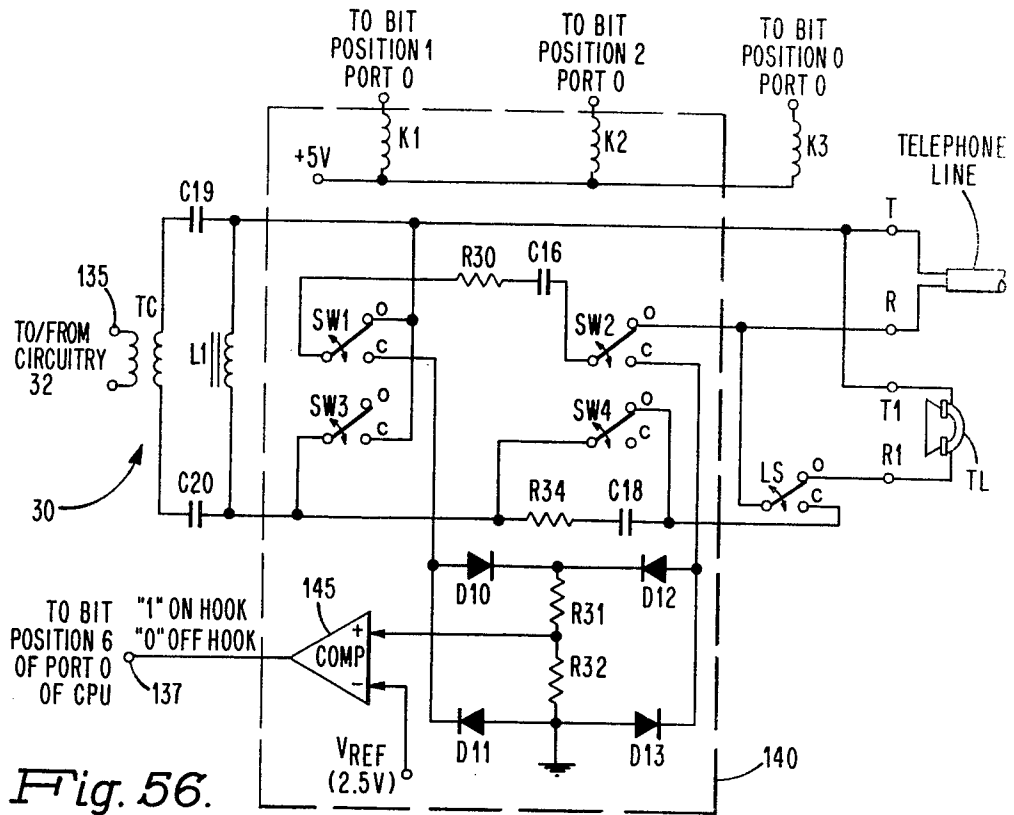 TO BIT
POSITION 1
PORT 0
TO BIT
POSITION 2
PORT 0
TO BIT
POSITION 0
PORT 0
K1
K2
K3
+5V
TELEPHONE
LINE
C19
T
R30
C16
135
TC
R
TO/FROM
CIRCUITRY
32
L1
SW1
O
C
SW2
O
C
SW3
O
C
SW4
O
C
T1
TL
R1
LS
O
C
30
C20
R34
C18
D10
D12
R31
145
TO BIT
POSITION 6
OF PORT 0
OF CPU
"1" ON HOOK
"0" OFF HOOK
137
+
COMP
−
R32
D11
D13
VREF
(2.5V)
140
Fig. 56.